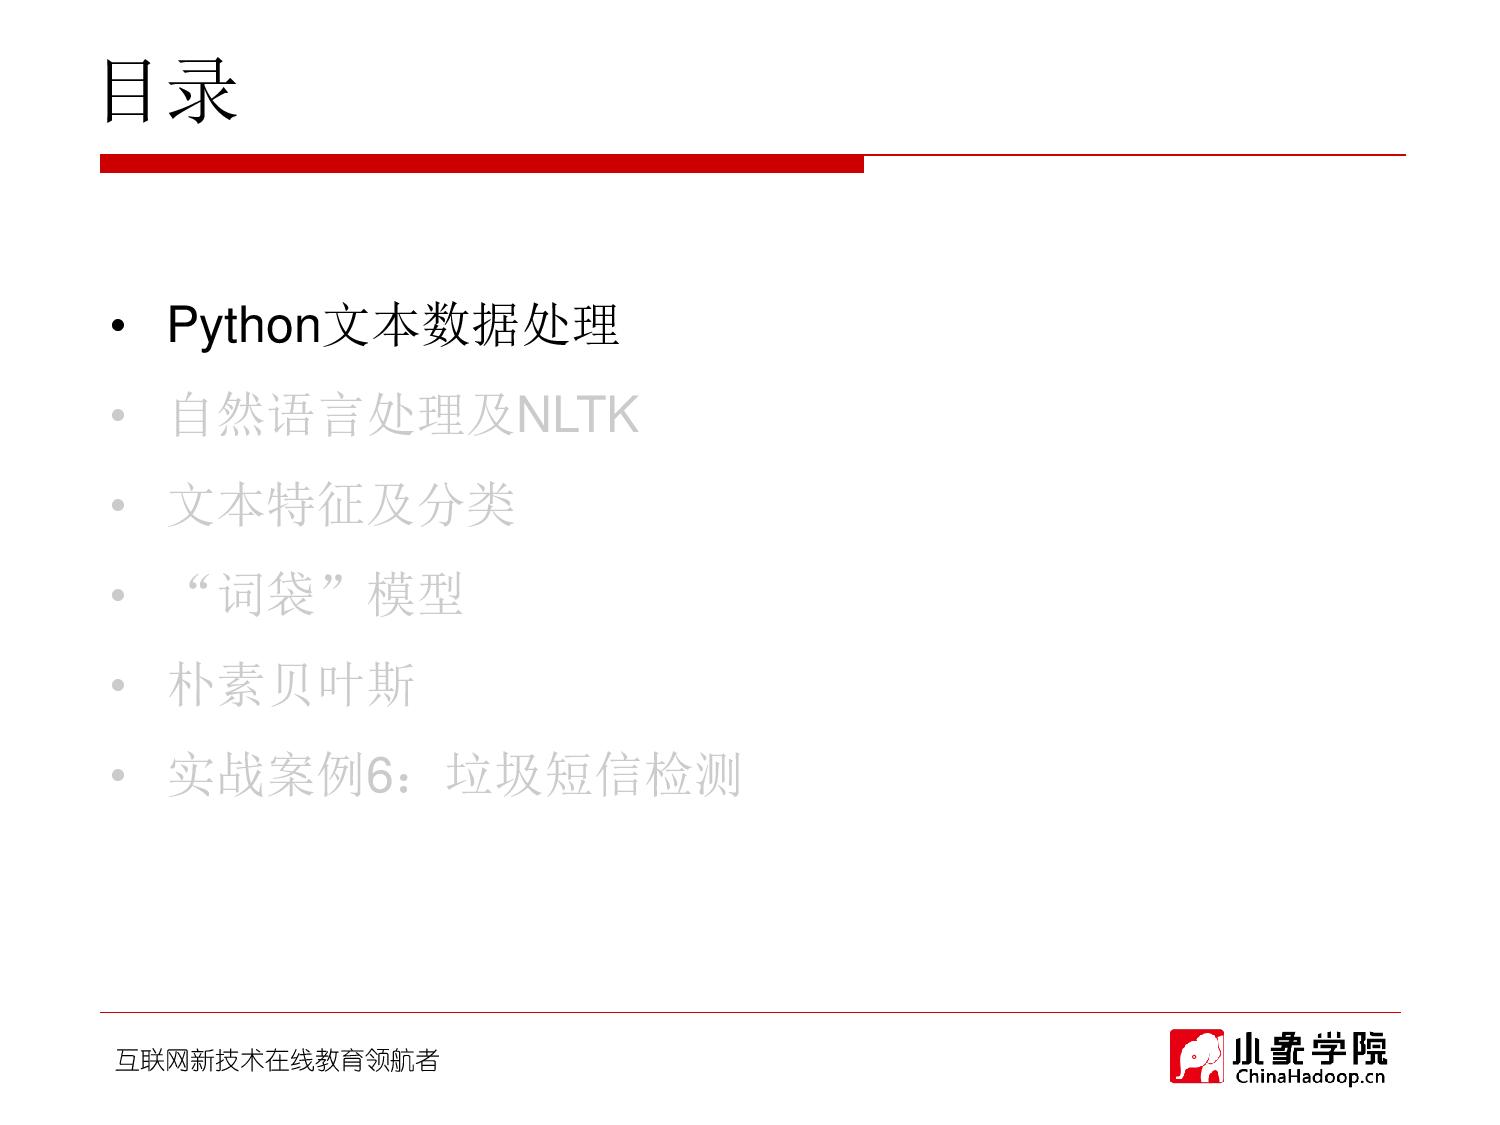 目录
• Python文本数据处理
• 自然语言处理及NLTK
• 文本特征及分类
• “词袋”模型
• 朴素贝叶斯
• 实战案例6：垃圾短信检测
互联网新技术在线教育领航者
小象学院
ChinaHadoop.cn